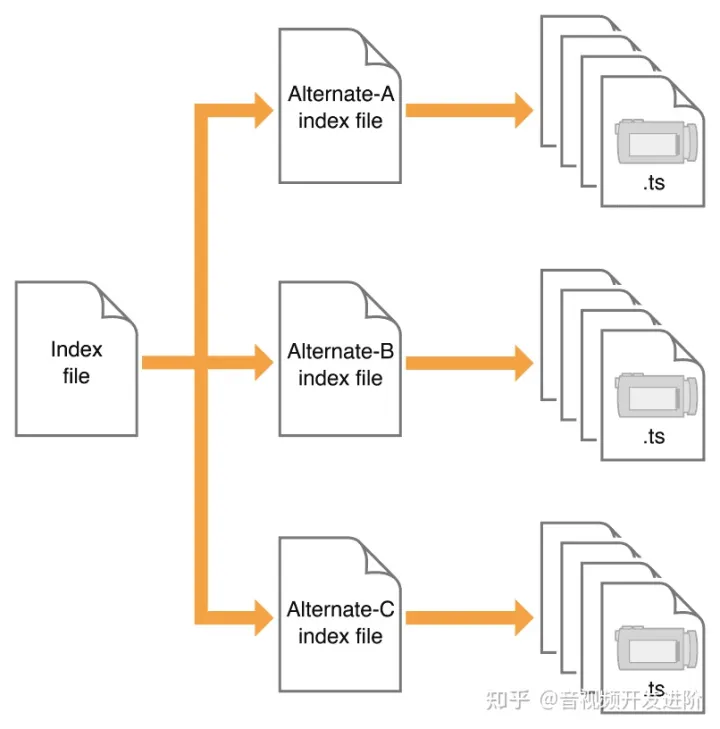 Alternate-A
index file
.ts
Index
file
Alternate-B
index file
.ts
Alternate-C
index file
.ts
知乎 @音视频开发进阶